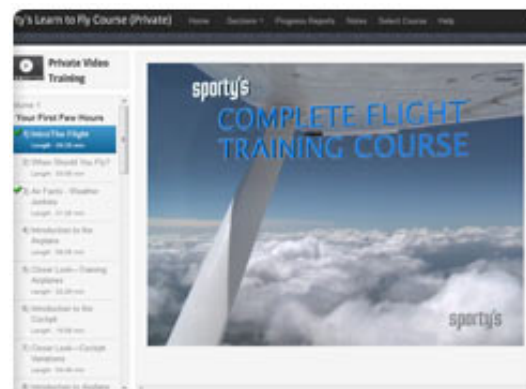 ty's Learn to Fly Course (Private) Home Sections Progress Reports Notes Select Course Help
Private Video
Training
Home
Your First Few Hours
1) Intro/The Flight
2) When Should You Fly?
3) Air Facts - Weather
4) Introduction to the
Airplane
5) Closer Look—Training
Airplanes
6) Introduction to the
Cockpit
7) Closer Look—Cockpit
Variations
8) Introduction to Airplane
sporty's
COMPLETE FLIGHT
TRAINING COURSE
sporty's